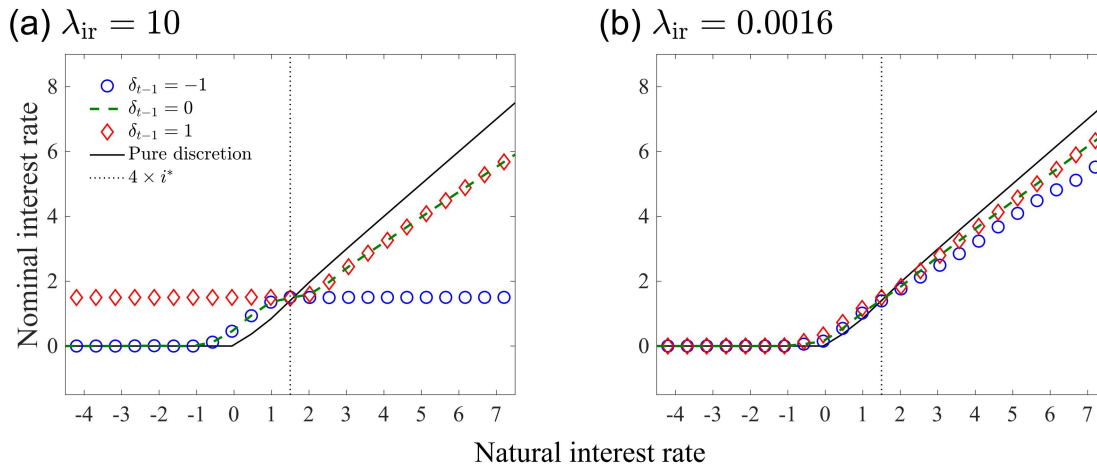 (a) λ_ir = 10
(b) λ_ir = 0.0016
Nominal interest rate
8
6
4
2
0
δ_{t−1} = −1
δ_{t−1} = 0
δ_{t−1} = 1
Pure discretion
4 × i*
-4 -3 -2 -1 0 1 2 3 4 5 6 7
8
6
4
2
0
-4 -3 -2 -1 0 1 2 3 4 5 6 7
Natural interest rate